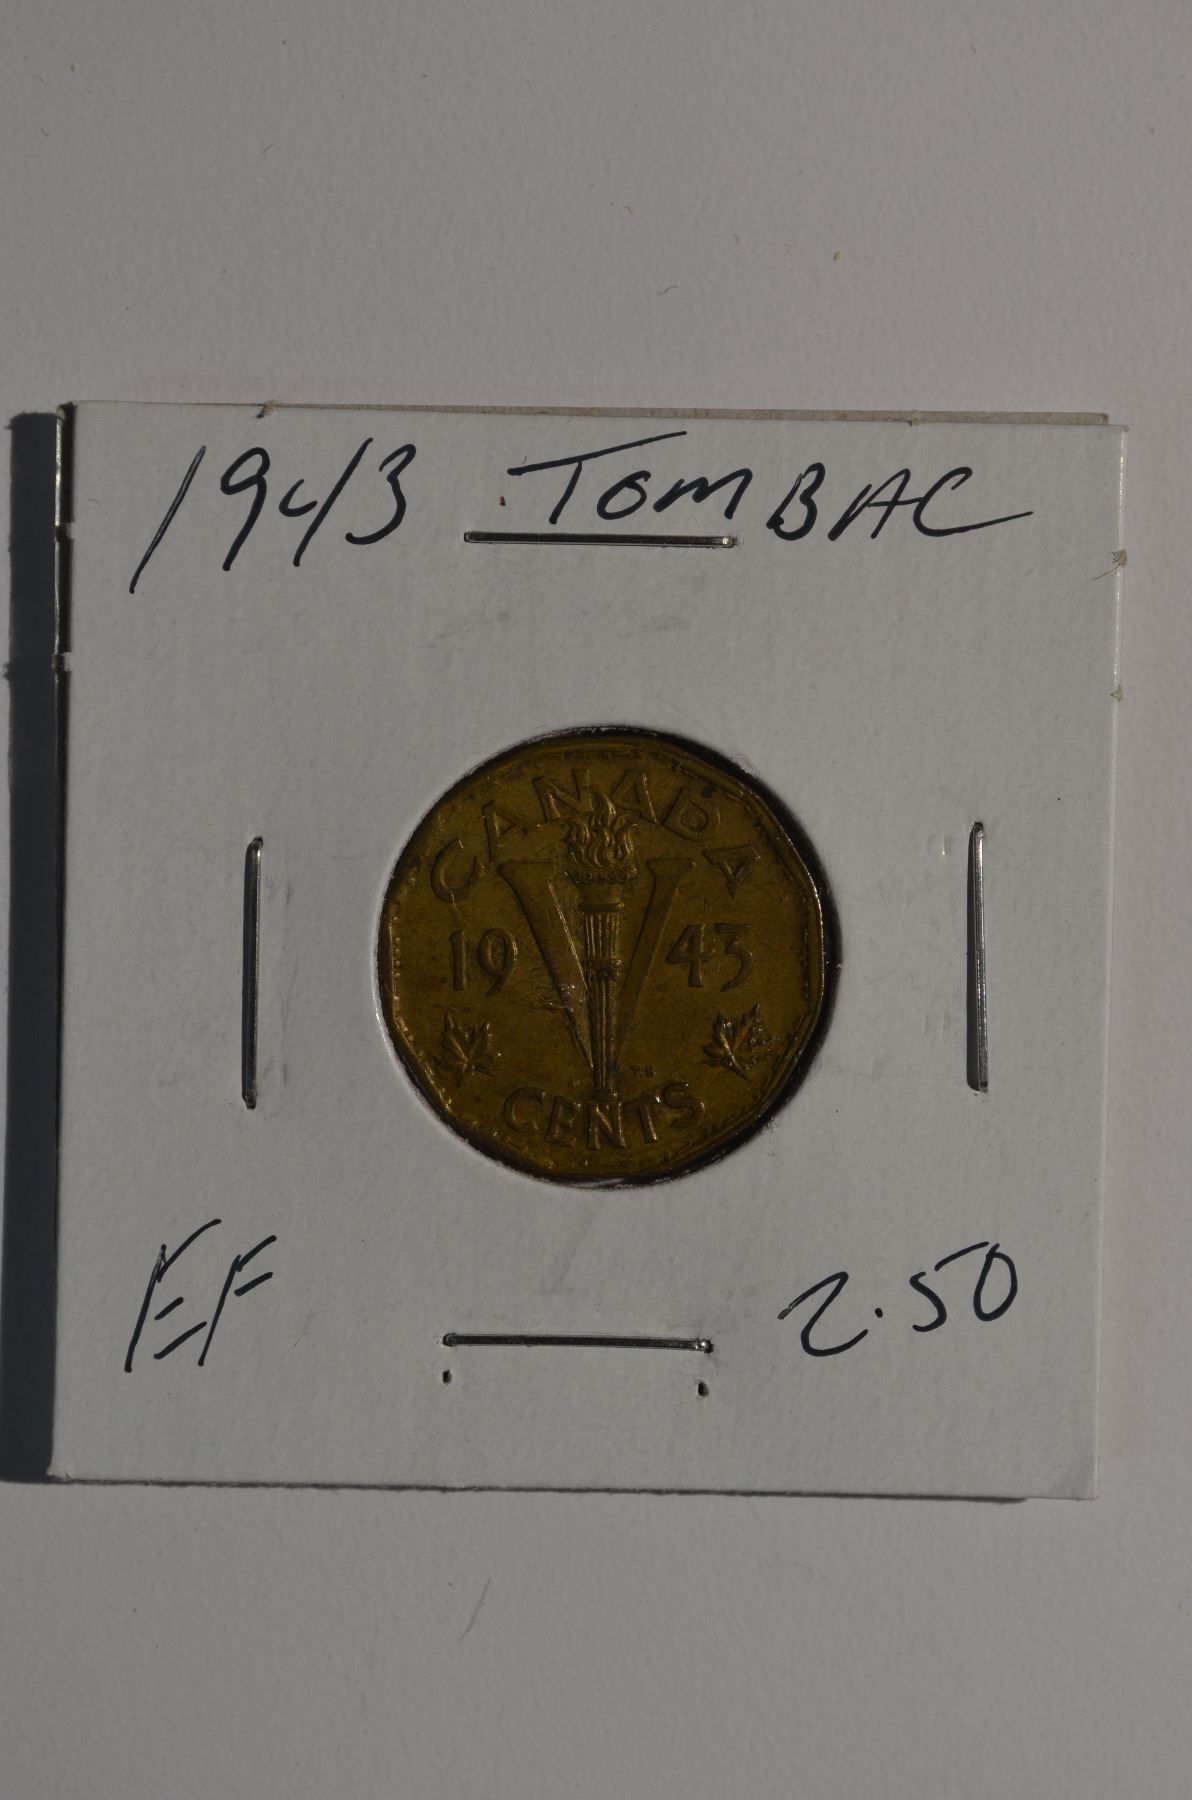 1943 TOMBAC
CANADA
19 43
T.S
CENTS
EF 2.50